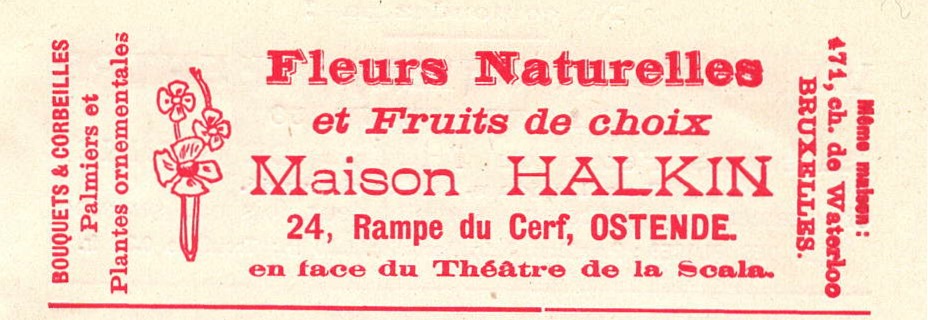 BOUQUETS & CORBEILLES
Palmiers et
Plantes ornementales
Fleurs Naturelles
et Fruits de choix
Maison HALKIN
24, Rampe du Cerf, OSTENDE.
en face du Théâtre de la Scala.
Même maison :
471, ch. de Waterloo
BRUXELLES.